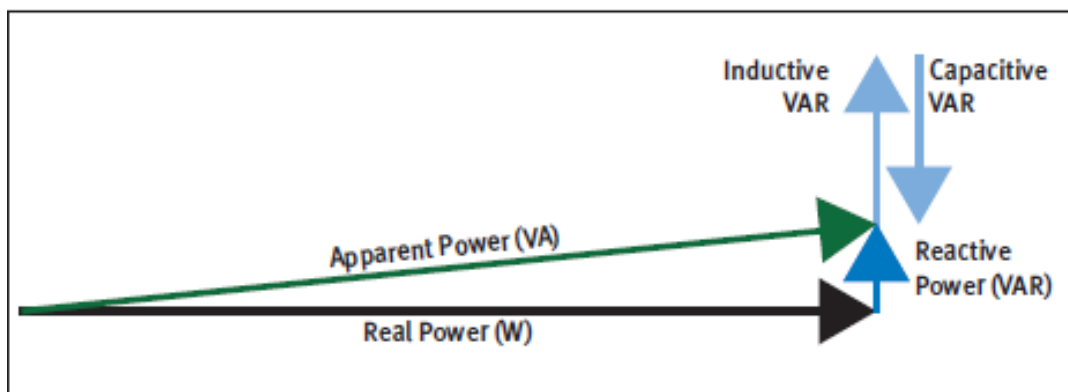 Inductive
VAR
Capacitive
VAR
Apparent Power (VA)
Reactive
Power (VAR)
Real Power (W)